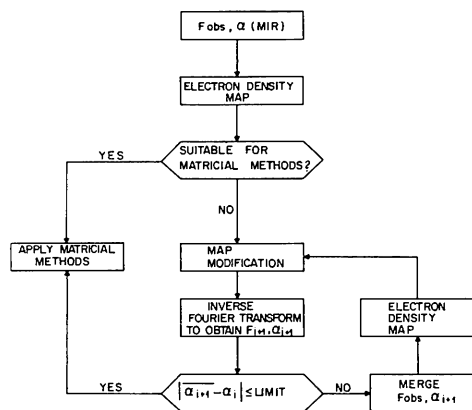 Fobs, α (MIR)
ELECTRON DENSITY
MAP
SUITABLE FOR
MATRICIAL METHODS?
YES
NO
APPLY MATRICIAL
METHODS
MAP
MODIFICATION
INVERSE
FOURIER TRANSFORM
TO OBTAIN Fi+1, αi+1
ELECTRON
DENSITY
MAP
|αi+1 – αi| ≤ LIMIT
YES
NO
MERGE
Fobs, αi+1